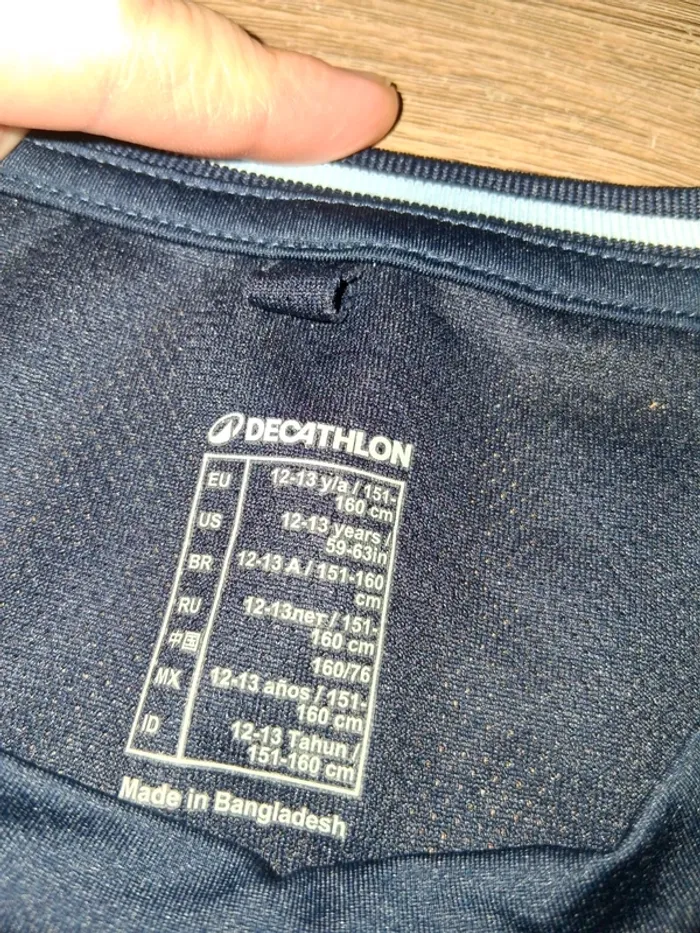 DECATHLON
EU 12-13 y/a / 151-
160 cm
US 12-13 years /
59-63in
BR 12-13 A / 151-160
cm
RU 12-13лет / 151-
160 cm
中国 160/76
MX 12-13 años / 151-
160 cm
ID 12-13 Tahun /
151-160 cm
Made in Bangladesh